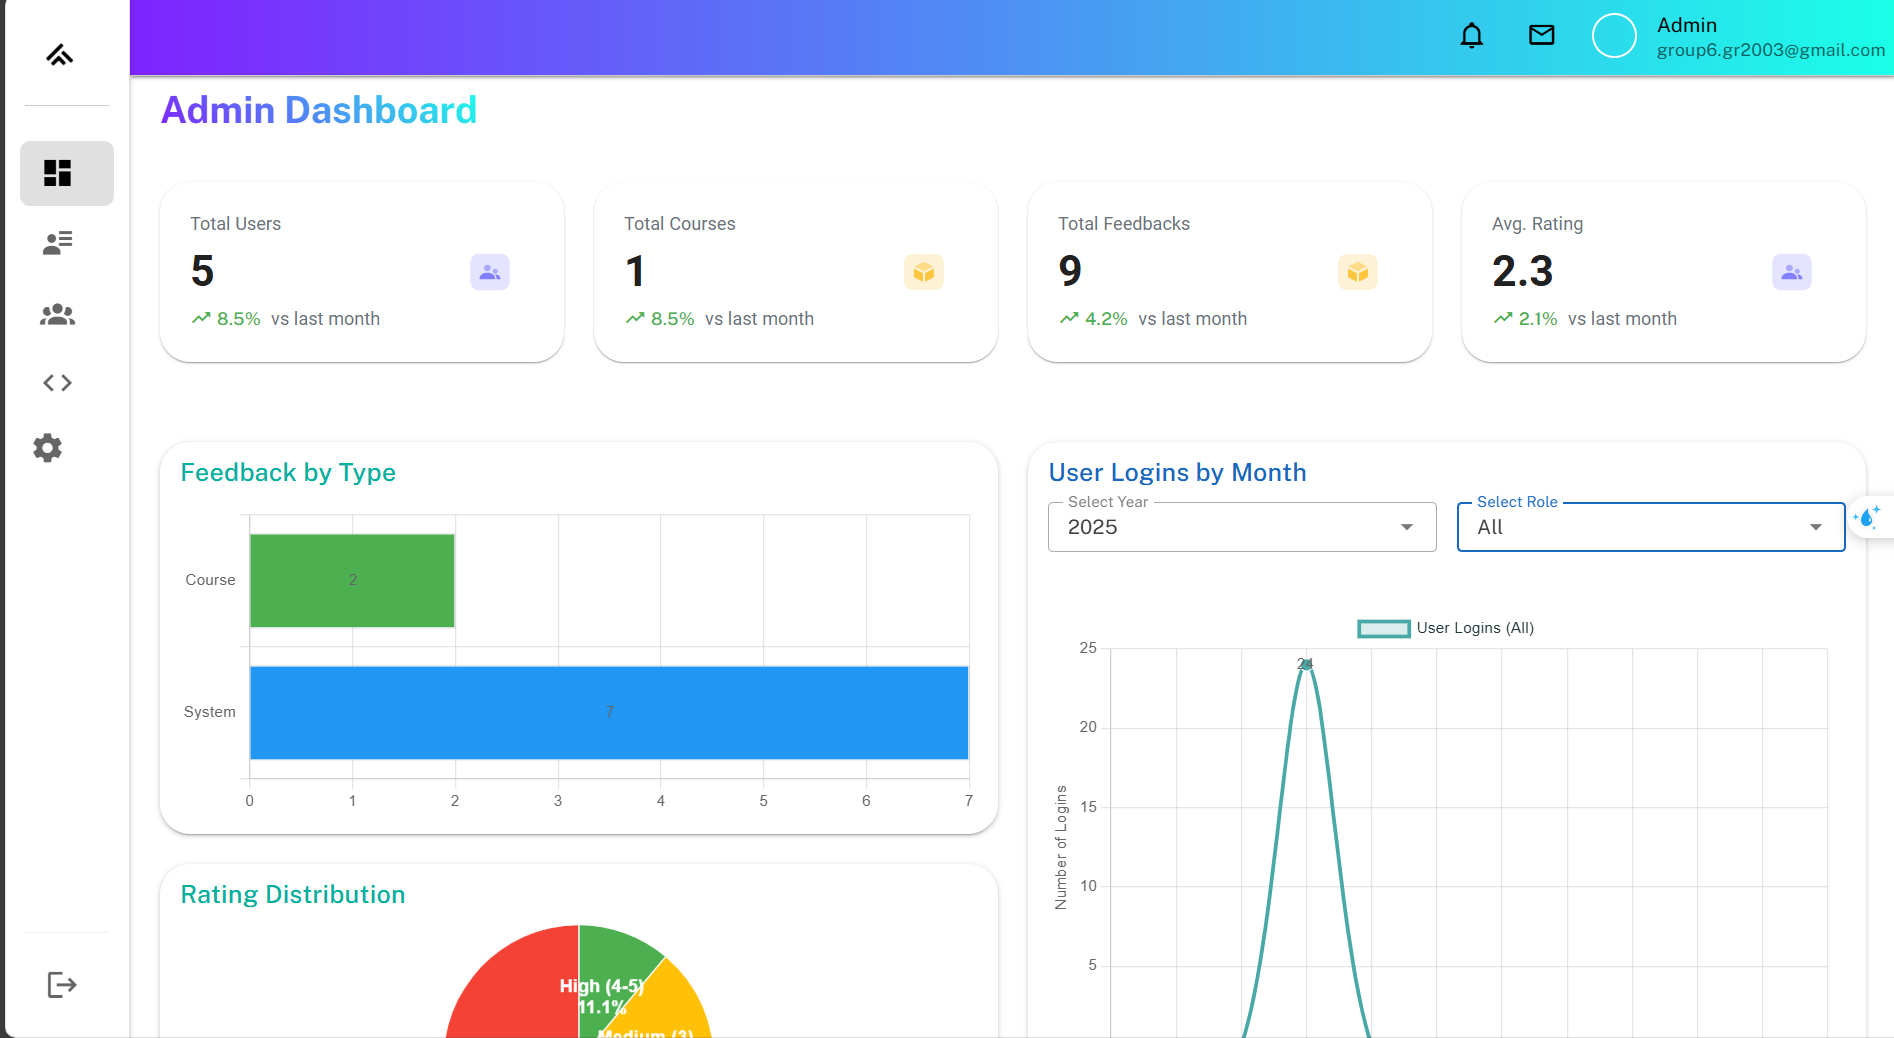 Admin
group6.gr2003@gmail.com
Admin Dashboard
Total Users
5
8.5% vs last month
Total Courses
1
8.5% vs last month
Total Feedbacks
9
4.2% vs last month
Avg. Rating
2.3
2.1% vs last month
Feedback by Type
Course
2
System
7
0 1 2 3 4 5 6 7
User Logins by Month
Select Year
2025
Select Role
All
User Logins (All)
25
24
20
15
10
5
Number of Logins
Rating Distribution
High (4-5)
11.1%
Medium (3)